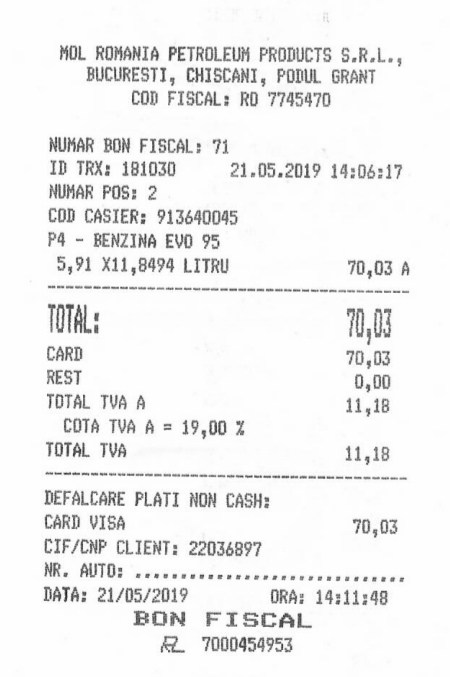 MOL ROMANIA PETROLEUM PRODUCTS S.R.L.,
BUCURESTI, CHISCANI, PODUL GRANT
COD FISCAL: RO 7745470
NUMAR BON FISCAL: 71
ID TRX: 181030 21.05.2019 14:06:17
NUMAR POS: 2
COD CASIER: 913640045
P4 - BENZINA EVO 95
5,91 X11,8494 LITRU 70,03 A
TOTAL: 70,03
CARD 70,03
REST 0,00
TOTAL TVA A 11,18
COTA TVA A = 19,00 %
TOTAL TVA 11,18
DEFALCARE PLATI NON CASH:
CARD VISA 70,03
CIF/CNP CLIENT: 22036897
NR. AUTO: ..............................
DATA: 21/05/2019 ORA: 14:11:48
BON FISCAL
7000454953